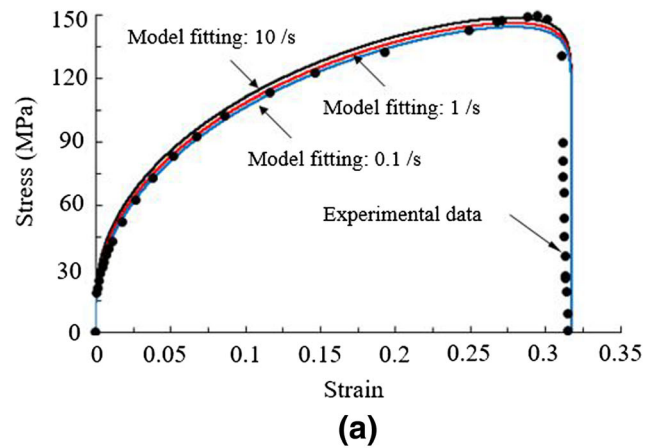 150
120
90
60
30
0
Stress (MPa)
Model fitting: 10 /s
Model fitting: 1 /s
Model fitting: 0.1 /s
Experimental data
0 0.05 0.1 0.15 0.2 0.25 0.3 0.35
Strain
(a)